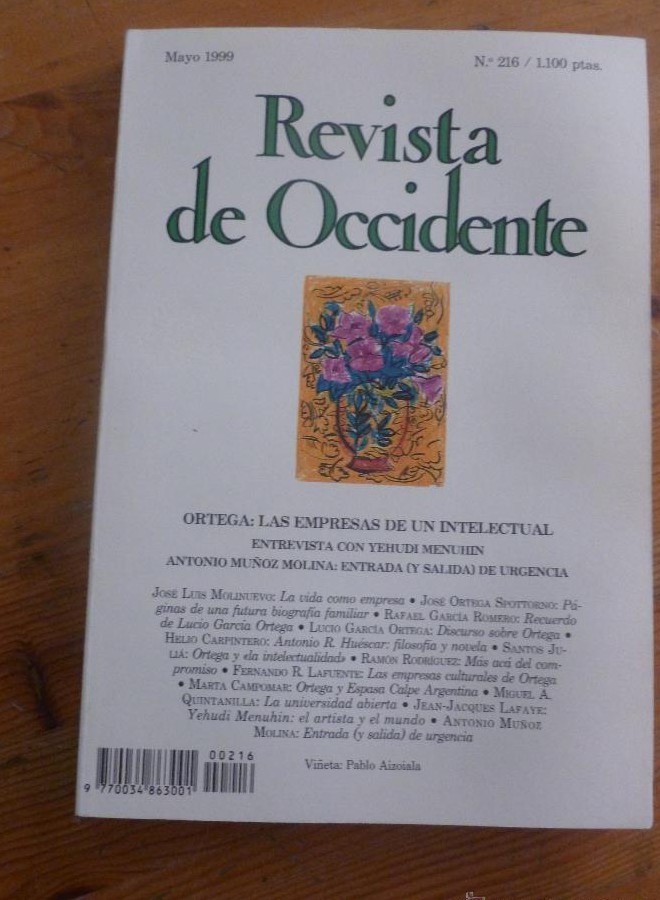 Mayo 1999
N.º 216 / 1.100 ptas.
Revista
de Occidente
ORTEGA: LAS EMPRESAS DE UN INTELECTUAL
ENTREVISTA CON YEHUDI MENUHIN
ANTONIO MUÑOZ MOLINA: ENTRADA (Y SALIDA) DE URGENCIA
JOSÉ LUIS MOLINUEVO: La vida como empresa • JOSÉ ORTEGA SPOTTORNO: Pá-
ginas de una futura biografía familiar • RAFAEL GARCÍA ROMERO: Recuerdo
de Lucio García Ortega • LUCIO GARCÍA ORTEGA: Discurso sobre Ortega •
HELIO CARPINTERO: Antonio R. Huéscar: filosofía y novela • SANTOS JU-
LIÁ: Ortega y «la intelectualidad» • RAMÓN RODRÍGUEZ: Más acá del com-
promiso • FERNANDO R. LAFUENTE: Las empresas culturales de Ortega
• MARTA CAMPOMAR: Ortega y Espasa Calpe Argentina • MIGUEL A.
QUINTANILLA: La universidad abierta • JEAN-JACQUES LAFAYE:
Yehudi Menuhin: el artista y el mundo • ANTONIO MUÑOZ
MOLINA: Entrada (y salida) de urgencia
Viñeta: Pablo Aizoiala
00216
9 770034 863001